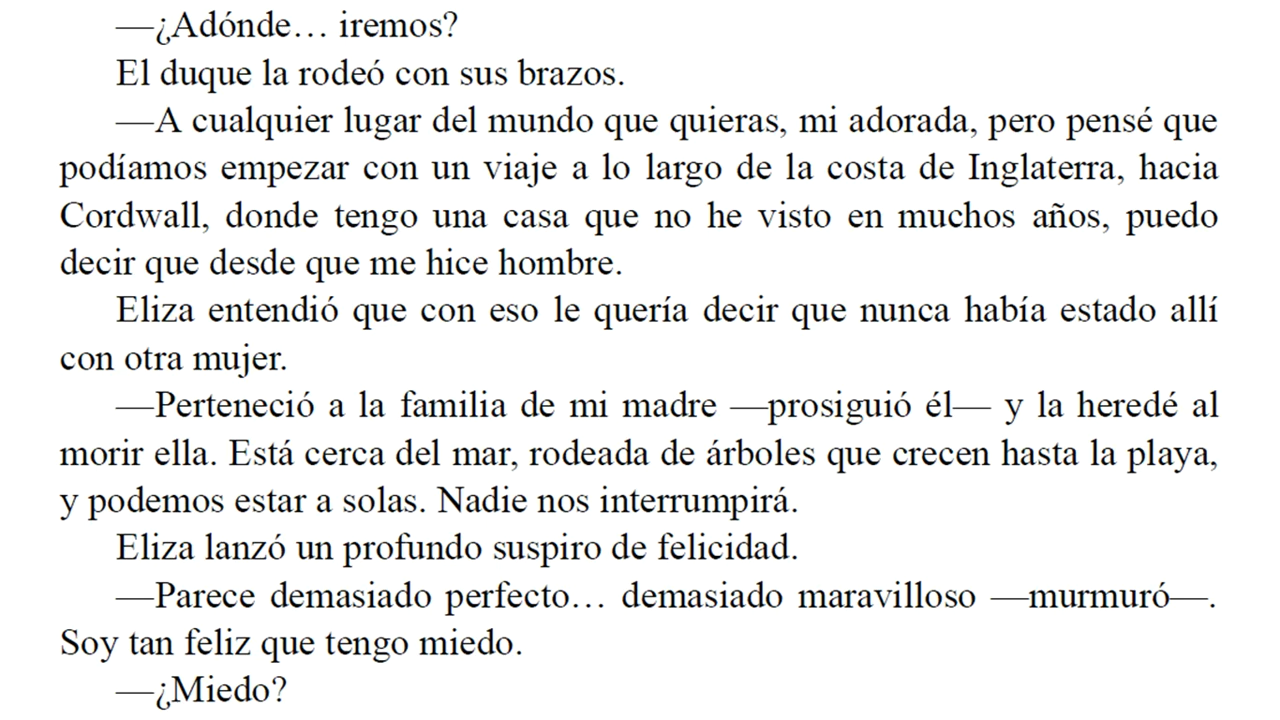 —¿Adónde… iremos?
El duque la rodeó con sus brazos.
—A cualquier lugar del mundo que quieras, mi adorada, pero pensé que
podíamos empezar con un viaje a lo largo de la costa de Inglaterra, hacia
Cordwall, donde tengo una casa que no he visto en muchos años, puedo
decir que desde que me hice hombre.
Eliza entendió que con eso le quería decir que nunca había estado allí
con otra mujer.
—Perteneció a la familia de mi madre —prosiguió él— y la heredé al
morir ella. Está cerca del mar, rodeada de árboles que crecen hasta la playa,
y podemos estar a solas. Nadie nos interrumpirá.
Eliza lanzó un profundo suspiro de felicidad.
—Parece demasiado perfecto… demasiado maravilloso —murmuró—.
Soy tan feliz que tengo miedo.
—¿Miedo?